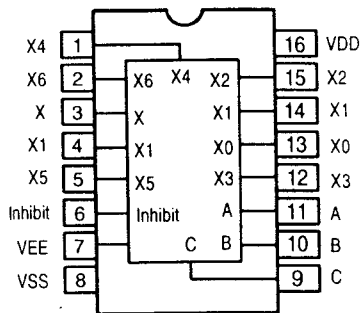 X4 1 X4 16 VDD
X6 2 X6 X2 15 X2
X 3 X X1 14 X1
X1 4 X1 X0 13 X0
X5 5 X5 X3 12 X3
Inhibit 6 Inhibit A 11 A
VEE 7 C B 10 B
VSS 8 9 C